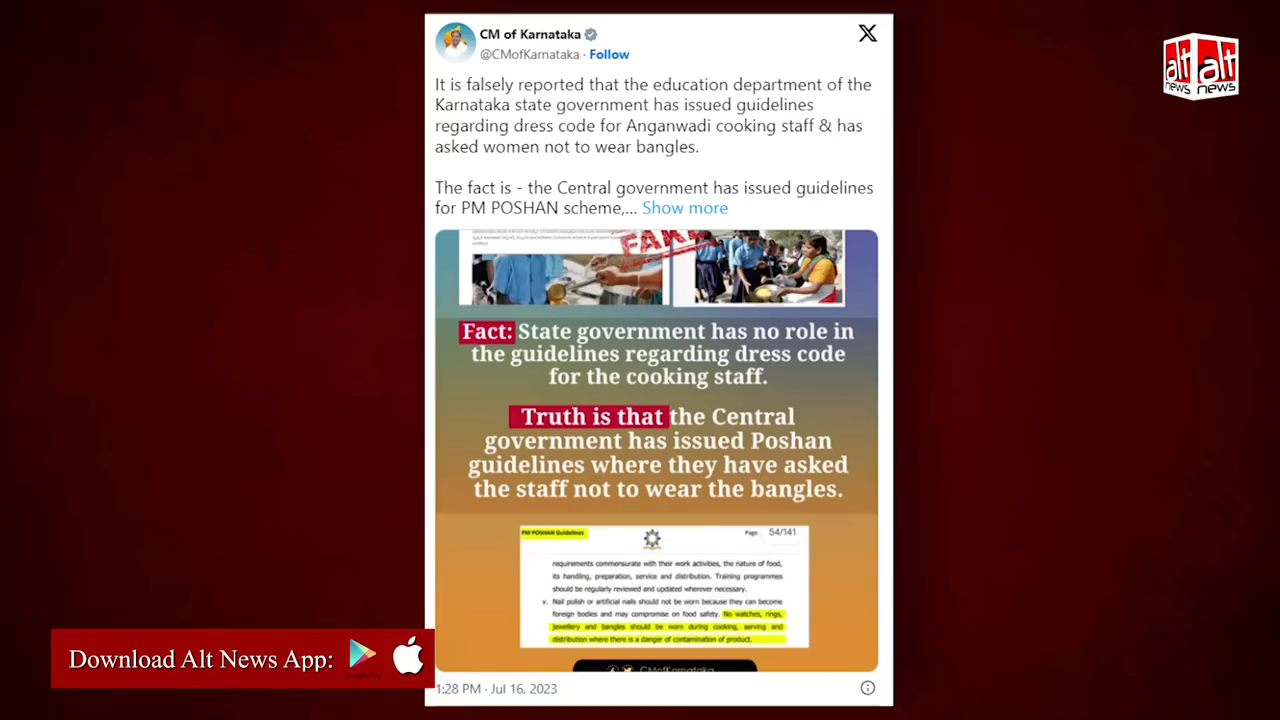 CM of Karnataka
@CMofKarnataka · Follow
X
It is falsely reported that the education department of the
Karnataka state government has issued guidelines
regarding dress code for Anganwadi cooking staff & has
asked women not to wear bangles.
The fact is - the Central government has issued guidelines
for PM POSHAN scheme,... Show more
FAKE
Fact: State government has no role in
the guidelines regarding dress code
for the cooking staff.
Truth is that the Central
government has issued Poshan
guidelines where they have asked
the staff not to wear the bangles.
PM POSHAN Guidelines
Page 54/141
requirements commensurate with their work activities, the nature of food,
its handling, preparation, service and distribution. Training programmes
should be regularly reviewed and updated wherever necessary.
v. Nail polish or artificial nails should not be worn because they can become
foreign bodies and may compromise on food safety. No watches, rings,
jewellery and bangles should be worn during cooking, serving and
distribution where there is a danger of contamination of product.
CMofKarnataka
1:28 PM · Jul 16, 2023
alt news
alt news
Download Alt News App:
Google Play